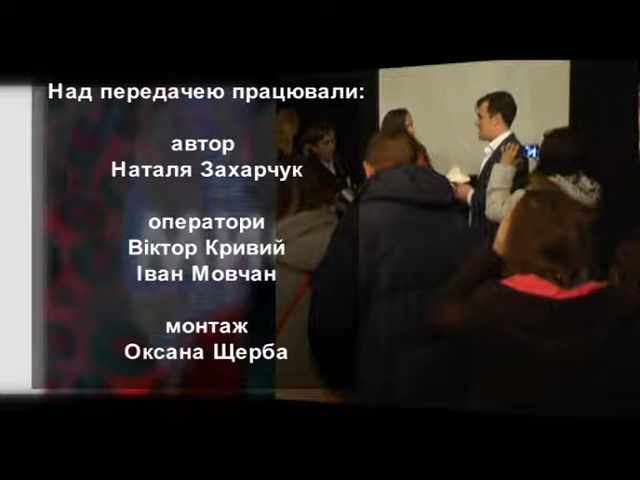 Над передачею працювали:
автор
Наталя Захарчук
оператори
Віктор Кривий
Іван Мовчан
монтаж
Оксана Щерба